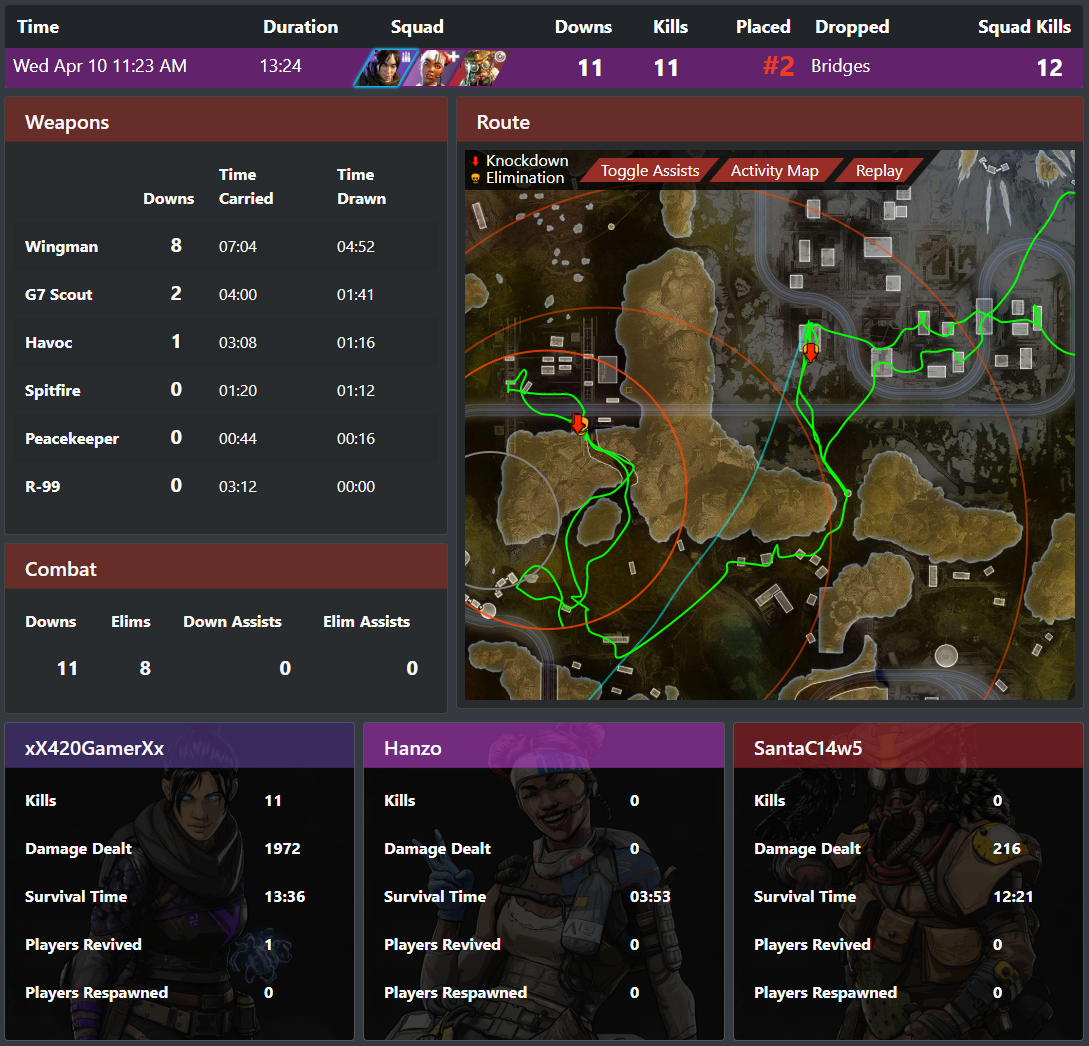 Time Duration Squad Downs Kills Placed Dropped Squad Kills
Wed Apr 10 11:23 AM 13:24 11 11 #2 Bridges 12
Weapons
Downs Time Carried Time Drawn
Wingman 8 07:04 04:52
G7 Scout 2 04:00 01:41
Havoc 1 03:08 01:16
Spitfire 0 01:20 01:12
Peacekeeper 0 00:44 00:16
R-99 0 03:12 00:00
Combat
Downs Elims Down Assists Elim Assists
11 8 0 0
Route
Knockdown
Elimination
Toggle Assists Activity Map Replay
xX420GamerXx
Kills 11
Damage Dealt 1972
Survival Time 13:36
Players Revived 1
Players Respawned 0
Hanzo
Kills 0
Damage Dealt 0
Survival Time 03:53
Players Revived 0
Players Respawned 0
SantaC14w5
Kills 0
Damage Dealt 216
Survival Time 12:21
Players Revived 0
Players Respawned 0